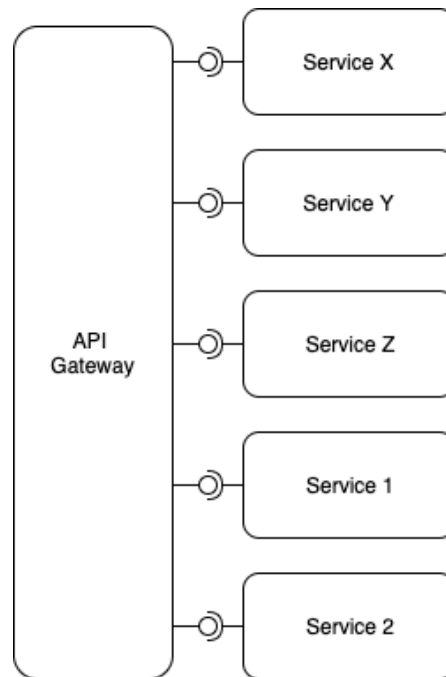 Service X
Service Y
API
Gateway
Service Z
Service 1
Service 2